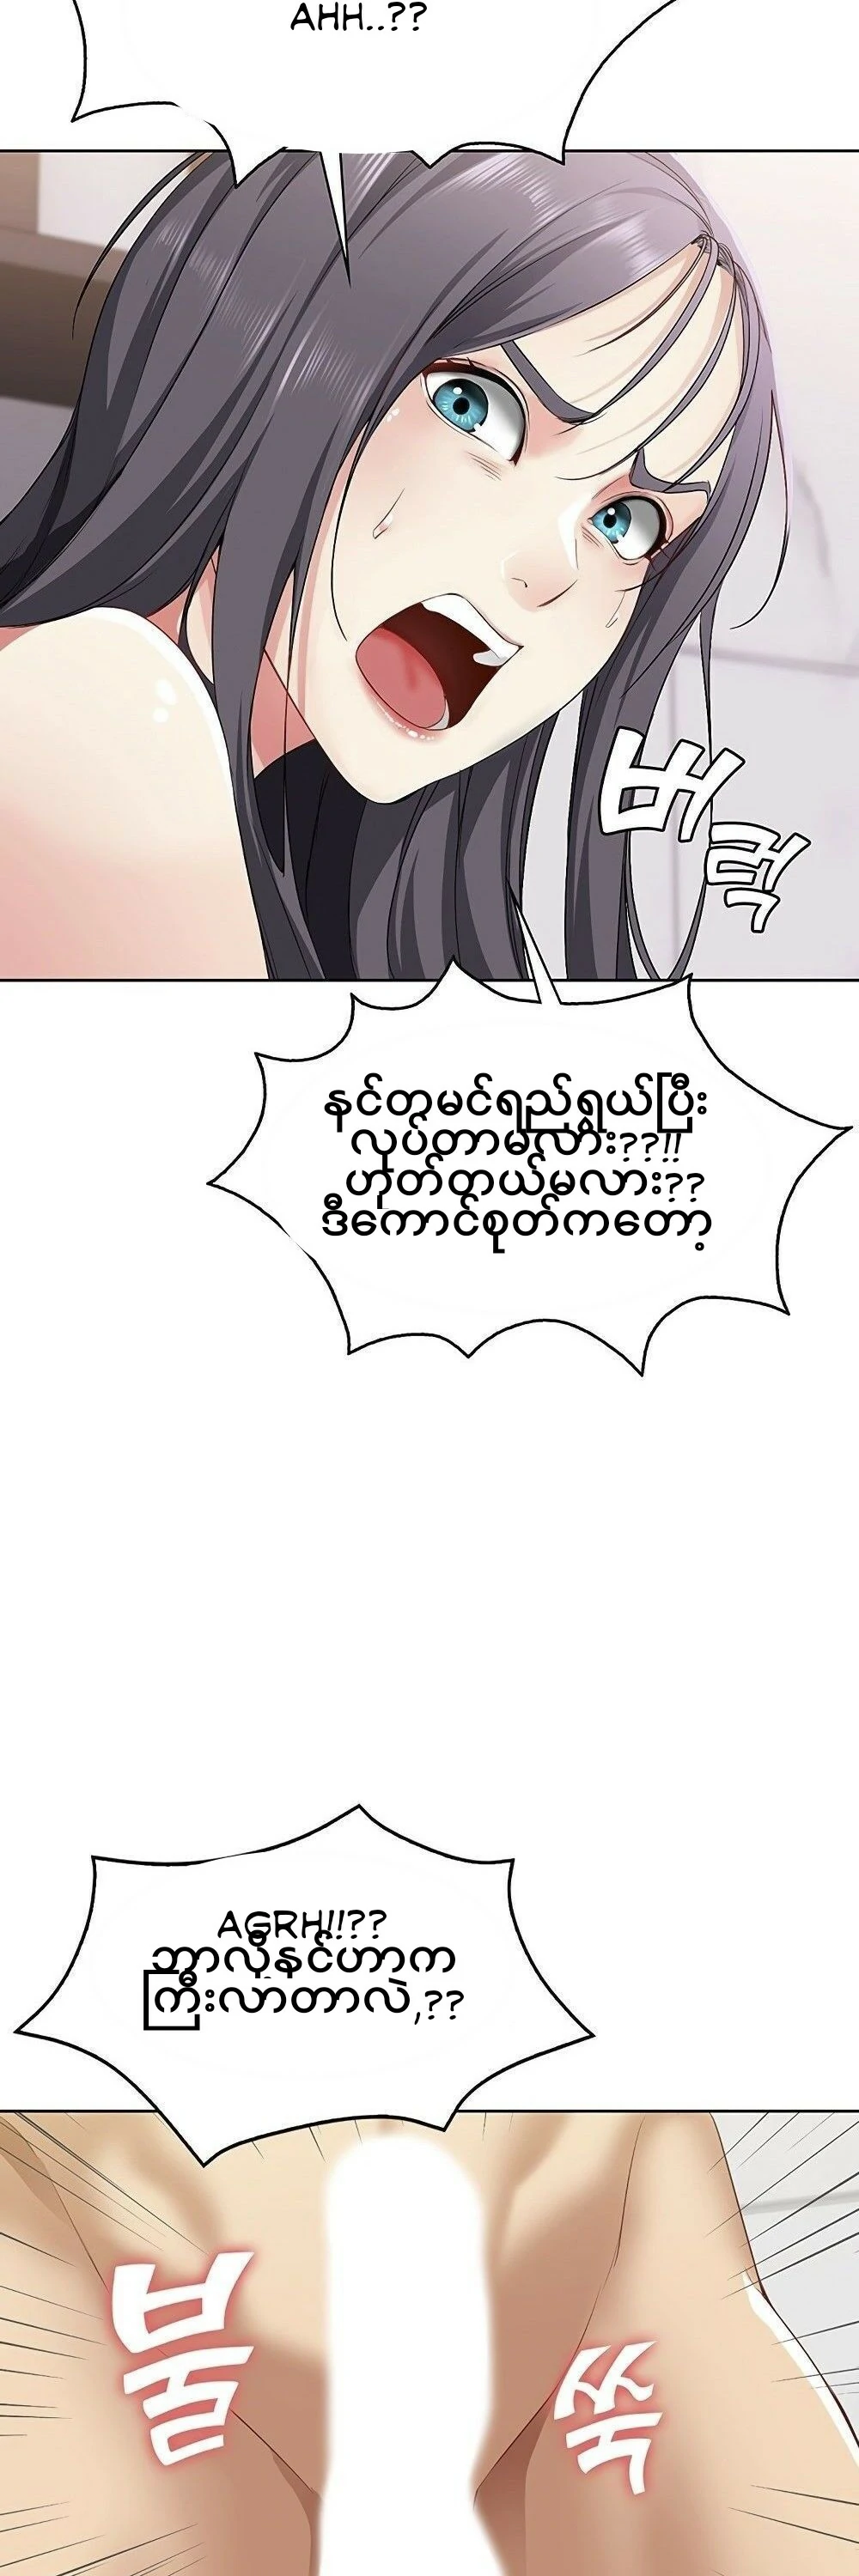 AHH..??
버
럭
နင်တမင်ရည်ရွယ်ပြီး
လုပ်တာမလား??!!
ဟုတ်တယ်မလား??
ဒီကောင်စုတ်ကတော့
AGRH!!??
ဘာလို့နင်ဟာက
ကြီးလာတာလဲ,??
불
쑥